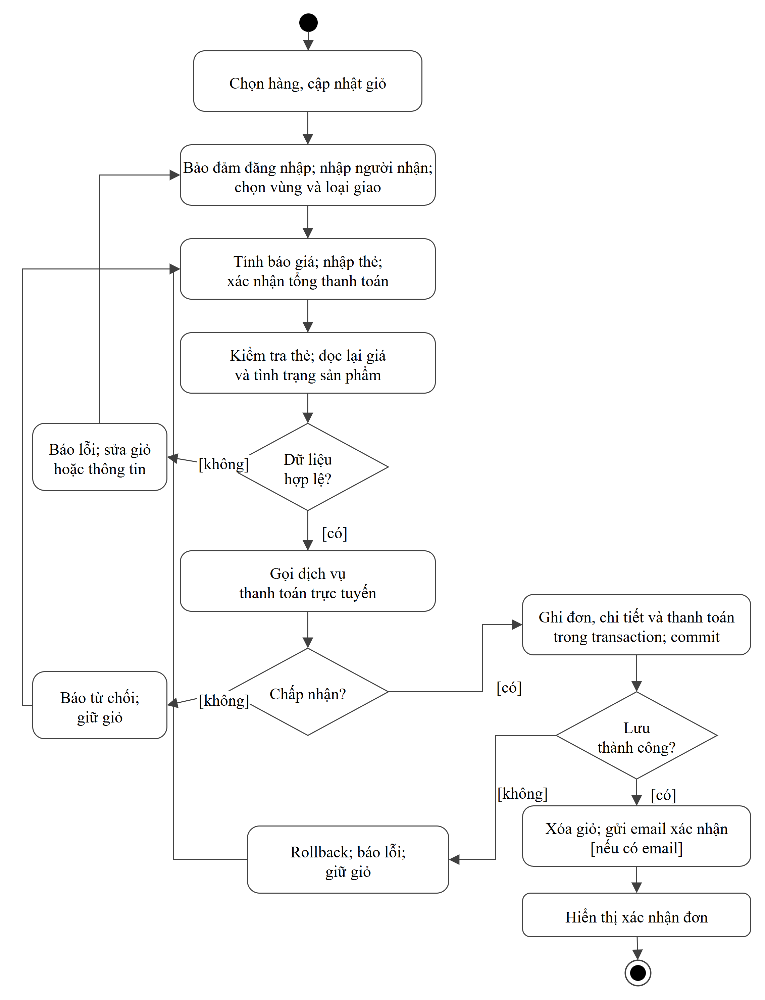 Chọn hàng, cập nhật giỏ
Bảo đảm đăng nhập; nhập người nhận;
chọn vùng và loại giao
Tính báo giá; nhập thẻ;
xác nhận tổng thanh toán
Kiểm tra thẻ; đọc lại giá
và tình trạng sản phẩm
Báo lỗi; sửa giỏ
hoặc thông tin
[không]
Dữ liệu
hợp lệ?
[có]
Gọi dịch vụ
thanh toán trực tuyến
Ghi đơn, chi tiết và thanh toán
trong transaction; commit
Báo từ chối;
giữ giỏ
[không]
Chấp nhận?
[có]
Lưu
thành công?
[không]
[có]
Xóa giỏ; gửi email xác nhận
[nếu có email]
Rollback; báo lỗi;
giữ giỏ
Hiển thị xác nhận đơn